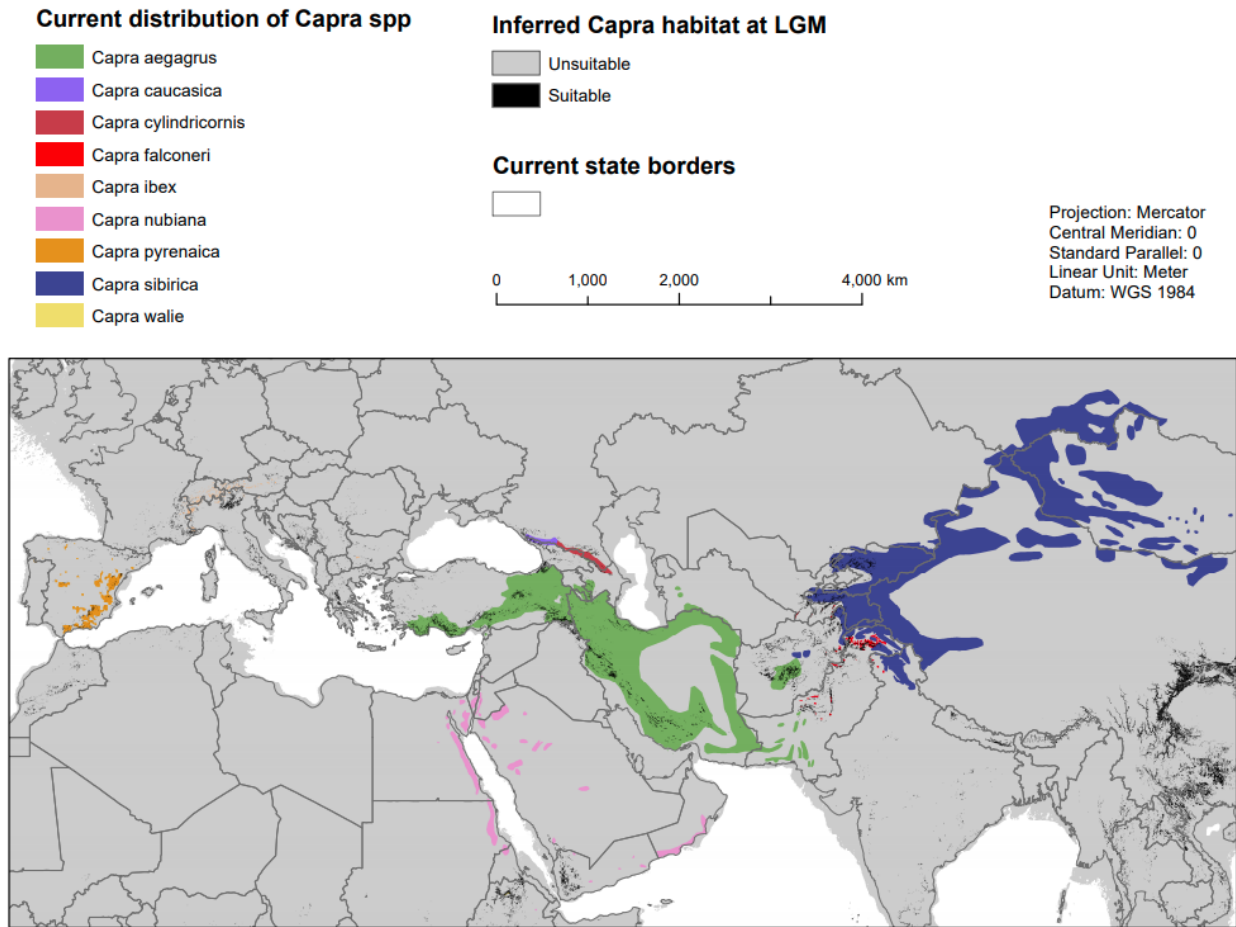 Current distribution of Capra spp
Capra aegagrus
Capra caucasica
Capra cylindricornis
Capra falconeri
Capra ibex
Capra nubiana
Capra pyrenaica
Capra sibirica
Capra walie
Inferred Capra habitat at LGM
Unsuitable
Suitable
Current state borders
0 1,000 2,000 4,000 km
Projection: Mercator
Central Meridian: 0
Standard Parallel: 0
Linear Unit: Meter
Datum: WGS 1984